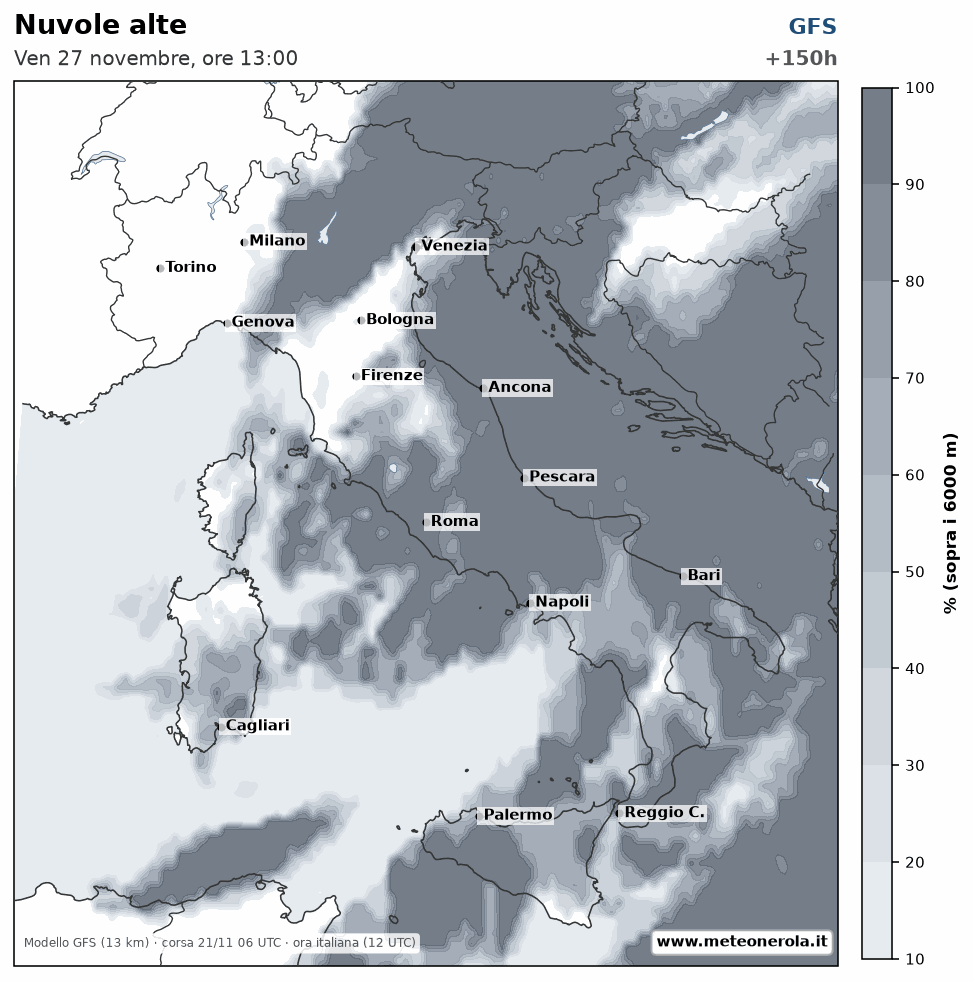 Nuvole alte
GFS
Ven 27 novembre, ore 13:00
+150h
100
90
80
70
60
50
40
30
20
10
% (sopra i 6000 m)
Milano
Venezia
Torino
Genova
Bologna
Firenze
Ancona
Pescara
Roma
Bari
Napoli
Cagliari
Palermo
Reggio C.
Modello GFS (13 km) · corsa 21/11 06 UTC · ora italiana (12 UTC)
www.meteonerola.it